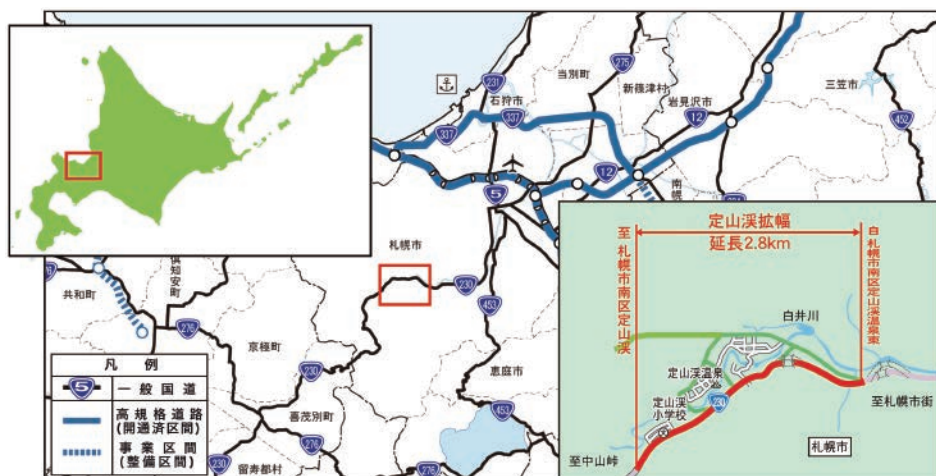 231
275
当別町
新篠津村
石狩市
337
337
岩見沢市
12
三笠市
452
12
5
札幌市
230
453
倶知安町
共和町
276
京極町
230
恵庭市
喜茂別町
453
276
230
留寿都村
276
凡例
5 一般国道
高規格道路
(開通済区間)
事業区間
(整備区間)
定山渓拡幅
延長2.8km
至 札幌市南区定山渓
自 札幌市南区定山渓温泉東
白井川
定山渓温泉
定山渓
小学校
230
至札幌市街
札幌市
至中山峠